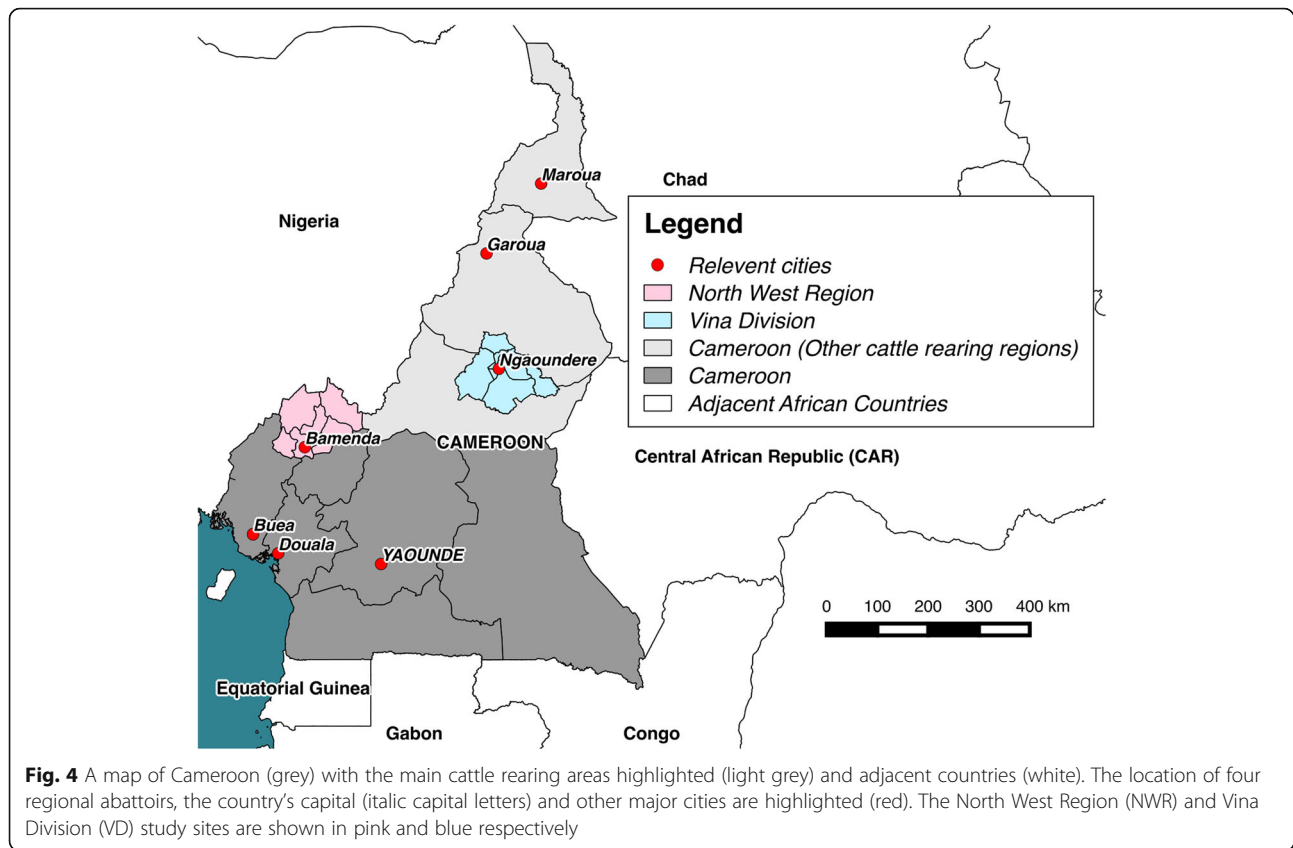 Maroua
Chad
Nigeria
Garoua
Legend
Relevent cities
North West Region
Vina Division
Cameroon (Other cattle rearing regions)
Cameroon
Adjacent African Countries
Ngaoundere
Bamenda
CAMEROON
Central African Republic (CAR)
Buea
Douala
YAOUNDE
0 100 200 300 400 km
Equatorial Guinea
Gabon
Congo
Fig. 4 A map of Cameroon (grey) with the main cattle rearing areas highlighted (light grey) and adjacent countries (white). The location of four
regional abattoirs, the country's capital (italic capital letters) and other major cities are highlighted (red). The North West Region (NWR) and Vina
Division (VD) study sites are shown in pink and blue respectively